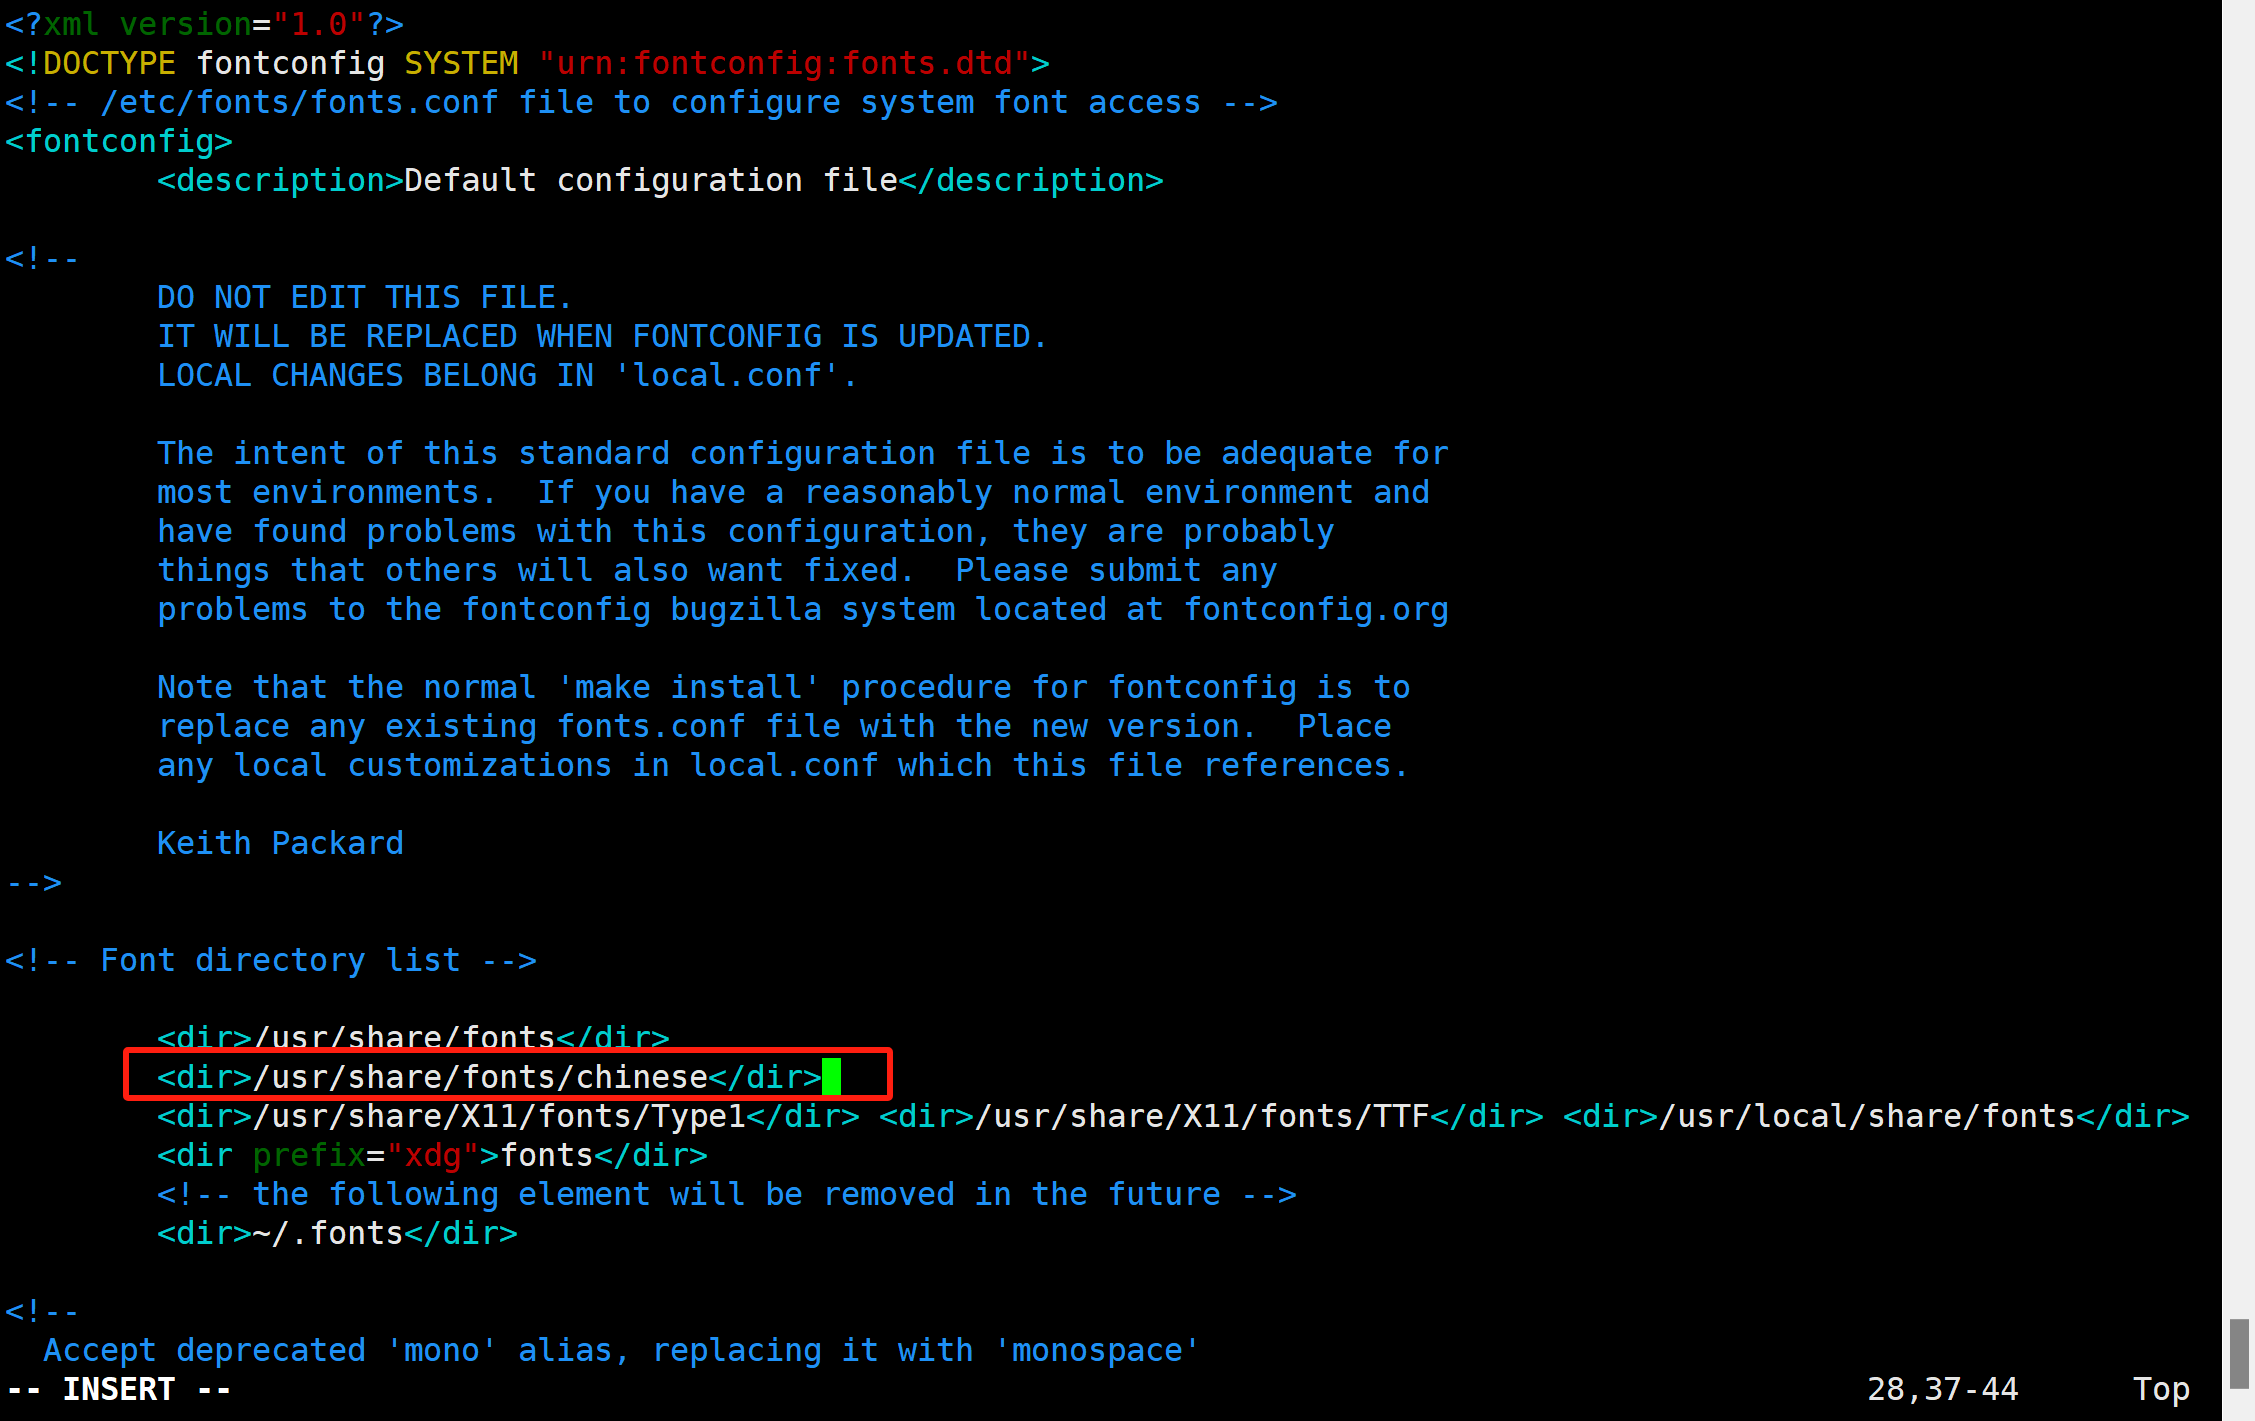 <?xml version="1.0"?>
<!DOCTYPE fontconfig SYSTEM "urn:fontconfig:fonts.dtd">
<!-- /etc/fonts/fonts.conf file to configure system font access -->
<fontconfig>
        <description>Default configuration file</description>

<!--
        DO NOT EDIT THIS FILE.
        IT WILL BE REPLACED WHEN FONTCONFIG IS UPDATED.
        LOCAL CHANGES BELONG IN 'local.conf'.

        The intent of this standard configuration file is to be adequate for
        most environments.  If you have a reasonably normal environment and
        have found problems with this configuration, they are probably
        things that others will also want fixed.  Please submit any
        problems to the fontconfig bugzilla system located at fontconfig.org

        Note that the normal 'make install' procedure for fontconfig is to
        replace any existing fonts.conf file with the new version.  Place
        any local customizations in local.conf which this file references.

        Keith Packard
-->

<!-- Font directory list -->

        <dir>/usr/share/fonts</dir>
        <dir>/usr/share/fonts/chinese</dir>
        <dir>/usr/share/X11/fonts/Type1</dir> <dir>/usr/share/X11/fonts/TTF</dir> <dir>/usr/local/share/fonts</dir>
        <dir prefix="xdg">fonts</dir>
        <!-- the following element will be removed in the future -->
        <dir>~/.fonts</dir>

<!--
  Accept deprecated 'mono' alias, replacing it with 'monospace'
-- INSERT -- 28,37-44 Top